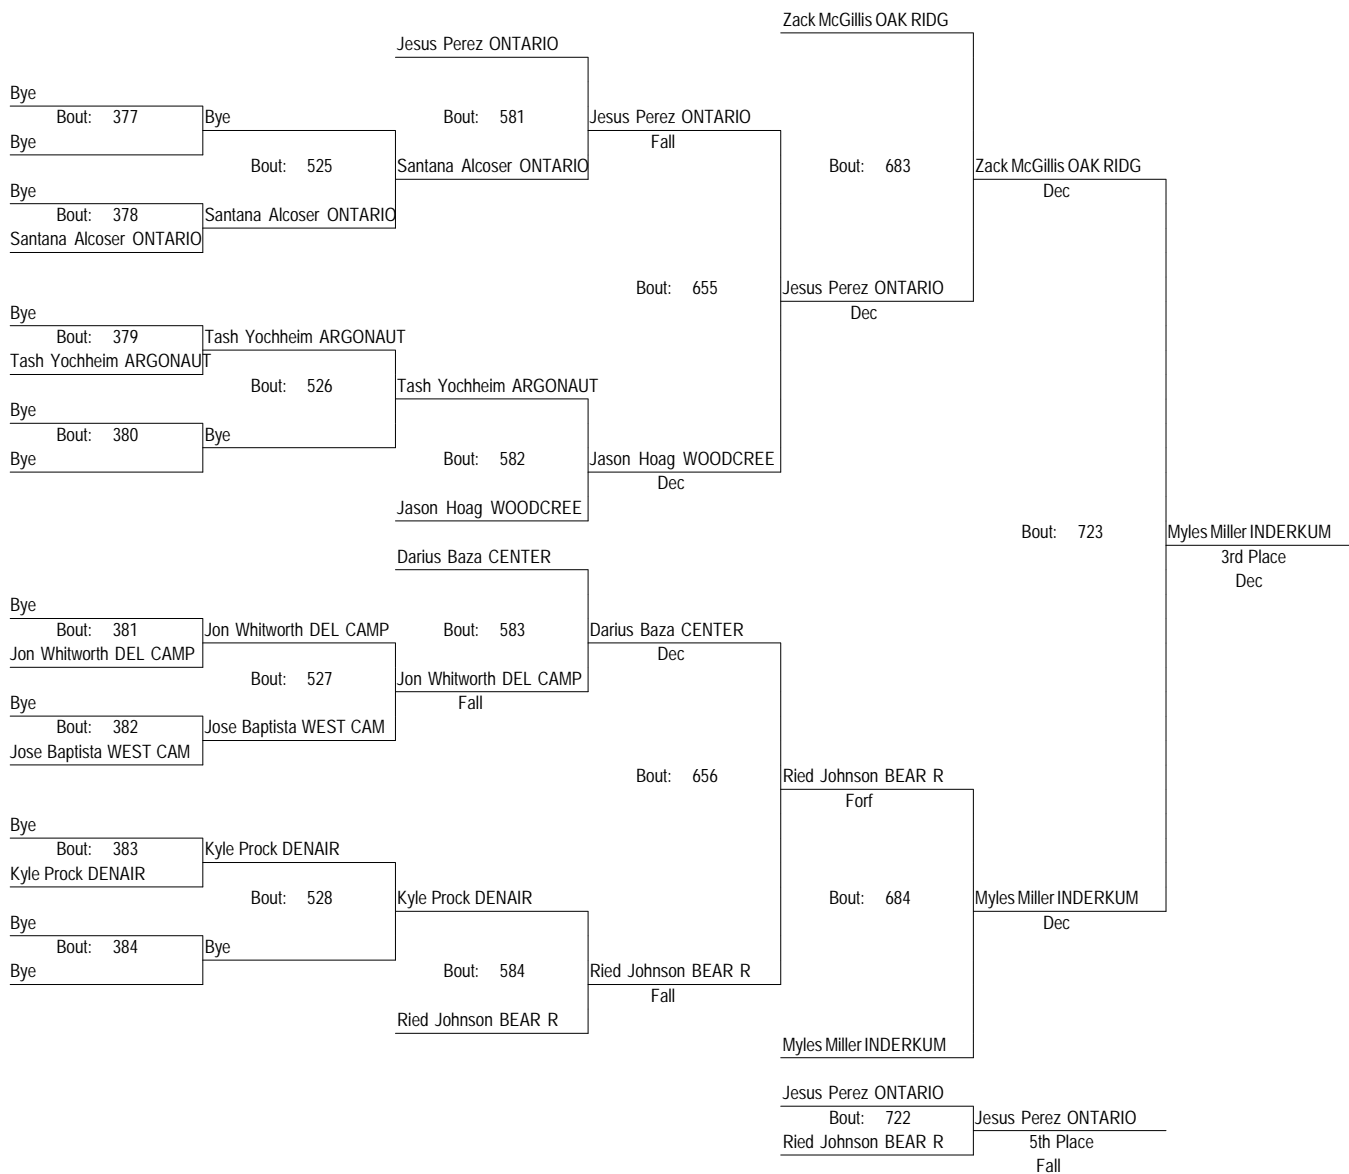 Zack McGillis OAK RIDG
Jesus Perez ONTARIO
Bye
Bout: 377
Bye
Bye
Bout: 581
Jesus Perez ONTARIO
Fall
Bye
Bout: 525
Santana Alcoser ONTARIO
Bout: 683
Zack McGillis OAK RIDG
Dec
Bye
Bout: 378
Santana Alcoser ONTARIO
Santana Alcoser ONTARIO
Bout: 655
Jesus Perez ONTARIO
Dec
Bye
Bout: 379
Tash Yochheim ARGONAUT
Tash Yochheim ARGONAUT
Bout: 526
Tash Yochheim ARGONAUT
Bye
Bout: 380
Bye
Bye
Bout: 582
Jason Hoag WOODCREE
Dec
Jason Hoag WOODCREE
Bout: 723
Myles Miller INDERKUM
3rd Place
Dec
Darius Baza CENTER
Bye
Bout: 381
Jon Whitworth DEL CAMP
Jon Whitworth DEL CAMP
Bout: 583
Darius Baza CENTER
Dec
Bout: 527
Jon Whitworth DEL CAMP
Fall
Bye
Bout: 382
Jose Baptista WEST CAM
Jose Baptista WEST CAM
Bout: 656
Ried Johnson BEAR R
Forf
Bye
Bout: 383
Kyle Prock DENAIR
Kyle Prock DENAIR
Bout: 528
Kyle Prock DENAIR
Bout: 684
Myles Miller INDERKUM
Dec
Bye
Bout: 384
Bye
Bye
Bout: 584
Ried Johnson BEAR R
Fall
Ried Johnson BEAR R
Myles Miller INDERKUM
Jesus Perez ONTARIO
Bout: 722
Jesus Perez ONTARIO
Ried Johnson BEAR R
5th Place
Fall